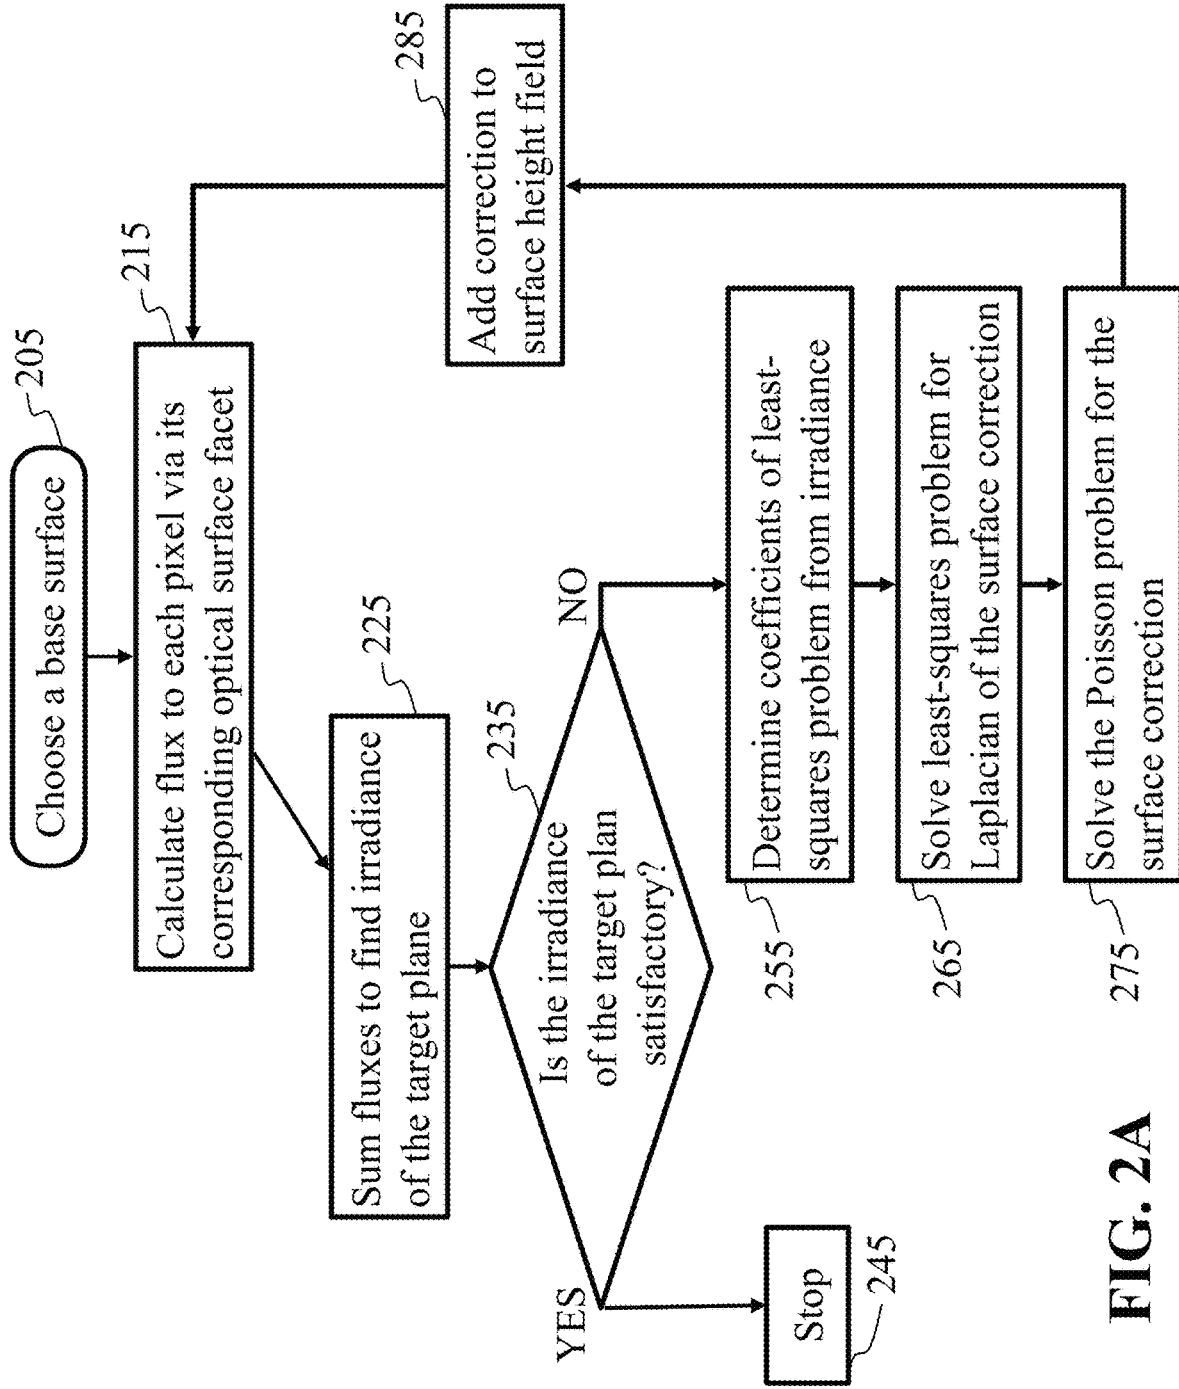 Choose a base surface
205
Calculate flux to each pixel via its
corresponding optical surface facet
215
Sum fluxes to find irradiance
of the target plane
225
Is the irradiance
of the target plan
satisfactory?
235
YES
NO
Stop
245
Determine coefficients of least-
squares problem from irradiance
255
Solve least-squares problem for
Laplacian of the surface correction
265
Solve the Poisson problem for the
surface correction
275
Add correction to
surface height field
285
FIG. 2A